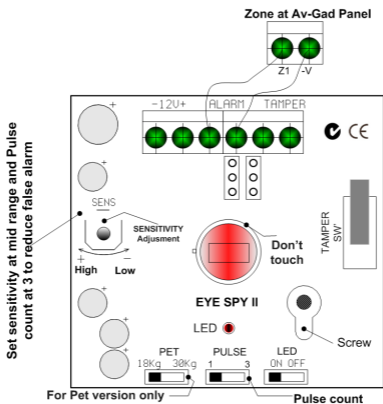 Zone at Av-Gad Panel
Z1 -V
-12V+ ALARM TAMPER
CE
Set sensitivity at mid range and Pulse
count at 3 to reduce false alarm
SENS
SENSITIVITY
Adjusment
+ -
High Low
Don't
touch
TAMPER
SW'
EYE SPY II
LED
Screw
PET PULSE LED
18Kg 30Kg 1 3 ON OFF
For Pet version only
Pulse count